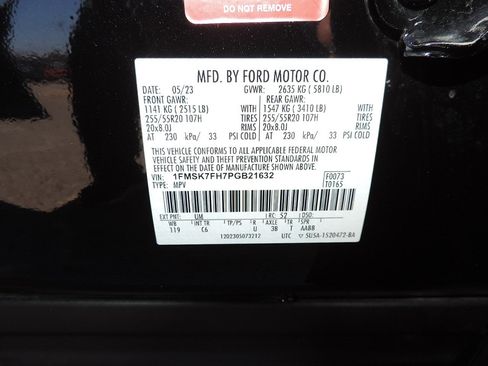 DO NOT REMOVE
MFD. BY FORD MOTOR CO.
DATE: 05/23 GVWR: 2635 KG ( 5810 LB)
FRONT GAWR: REAR GAWR:
1141 KG ( 2515 LB) WITH 1547 KG ( 3410 LB) WITH
255/55R20 107H TIRES 255/55R20 107H TIRES
20x8.0J RIMS 20x8.0J RIMS
AT 230 kPa/ 33 PSI COLD AT 230 kPa/ 33 PSI COLD
THIS VEHICLE CONFORMS TO ALL APPLICABLE FEDERAL MOTOR
VEHICLE SAFETY AND THEFT PREVENTION STANDARDS IN
EFFECT ON THE DATE OF MANUFACTURE SHOWN ABOVE.
VIN: 1FMSK7FH7PGB21632 F0073
TYPE: MPV T0165
EXT PNT: UM RC: 52 DSO:
WB INT TR TP/PS R AXLE TR SPR
119 C6 U 38 T AABB
1202305073212 UTC ▽ 5U5A-1520472-BA